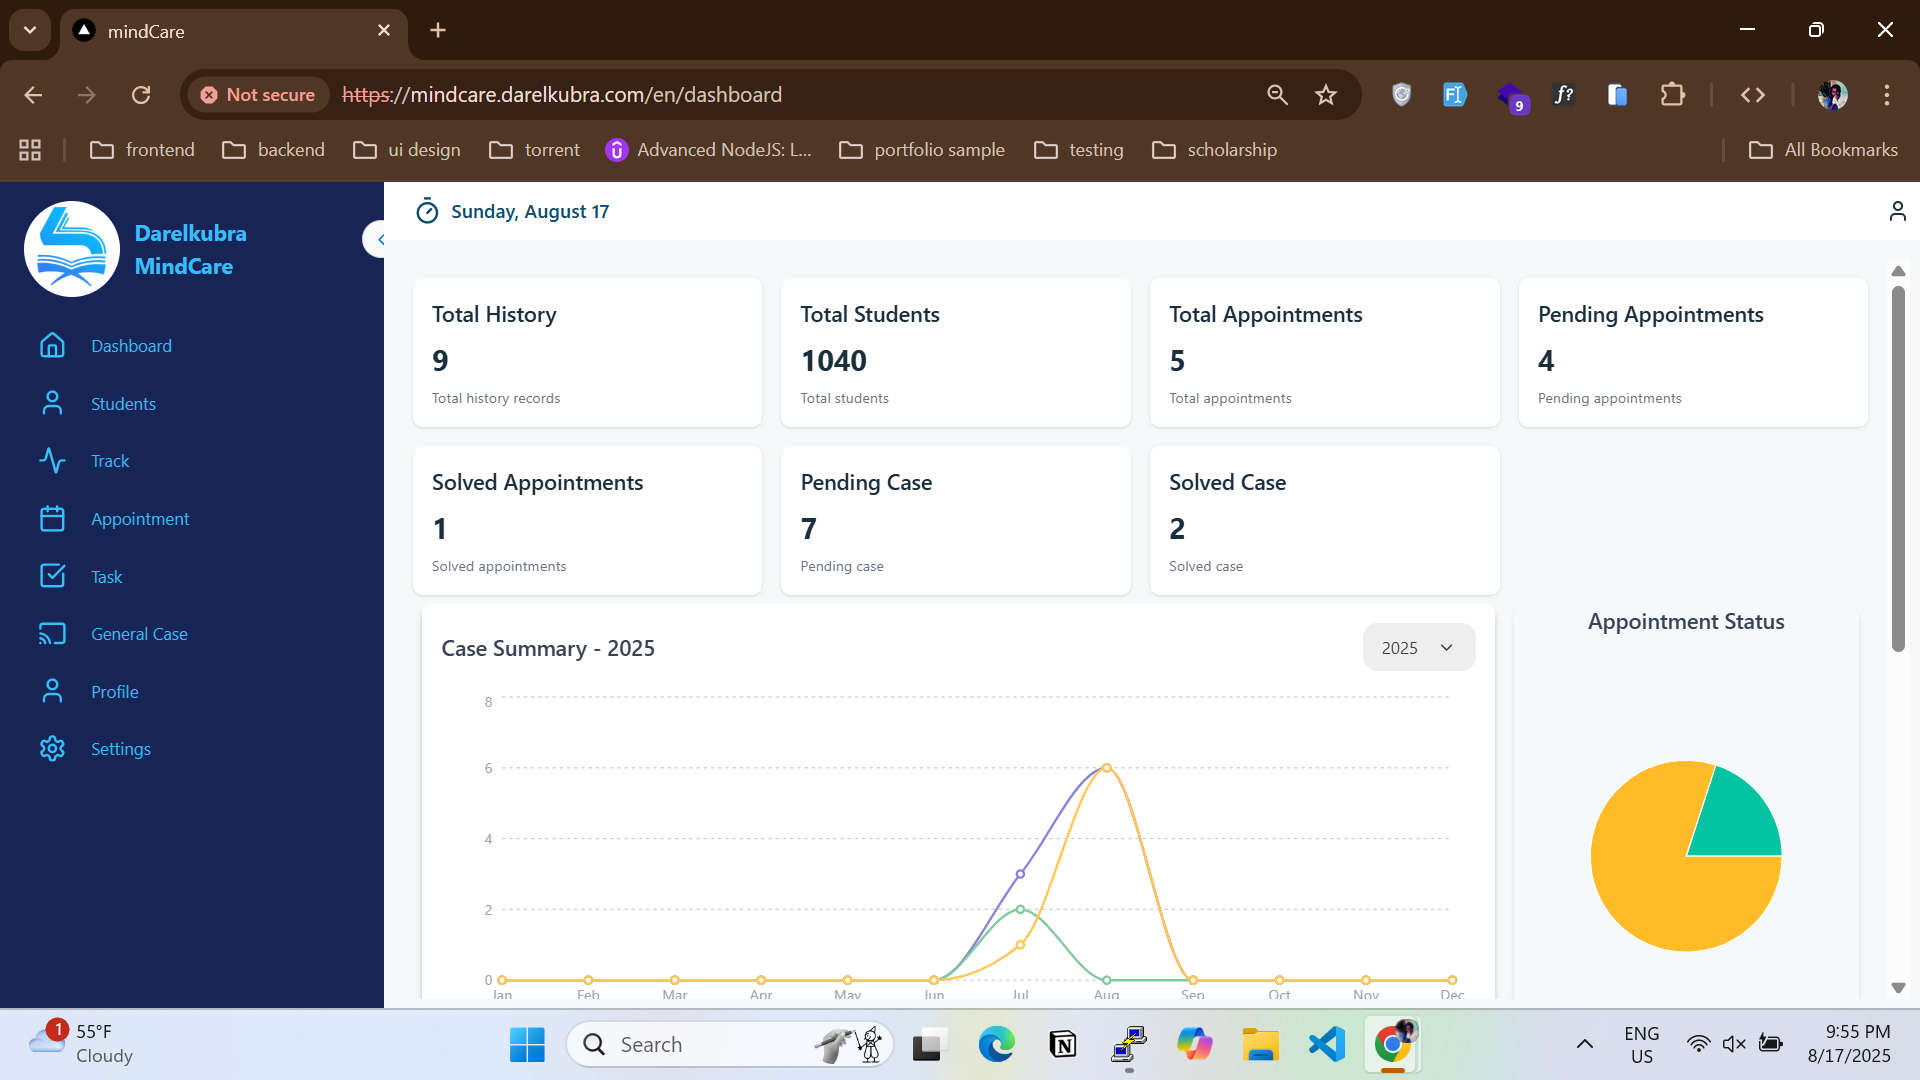 mindCare
Not secure
https://mindcare.darelkubra.com/en/dashboard
9
f?
frontend
backend
ui design
torrent
Advanced NodeJS: L...
portfolio sample
testing
scholarship
All Bookmarks
Darelkubra
MindCare
Dashboard
Students
Track
Appointment
Task
General Case
Profile
Settings
Sunday, August 17
Total History
9
Total history records
Total Students
1040
Total students
Total Appointments
5
Total appointments
Pending Appointments
4
Pending appointments
Solved Appointments
1
Solved appointments
Pending Case
7
Pending case
Solved Case
2
Solved case
Case Summary - 2025
2025
8
6
4
2
0
Jan Feb Mar Apr May Jun Jul Aug Sep Oct Nov Dec
Appointment Status
1
55°F
Cloudy
Search
ENG
US
9:55 PM
8/17/2025